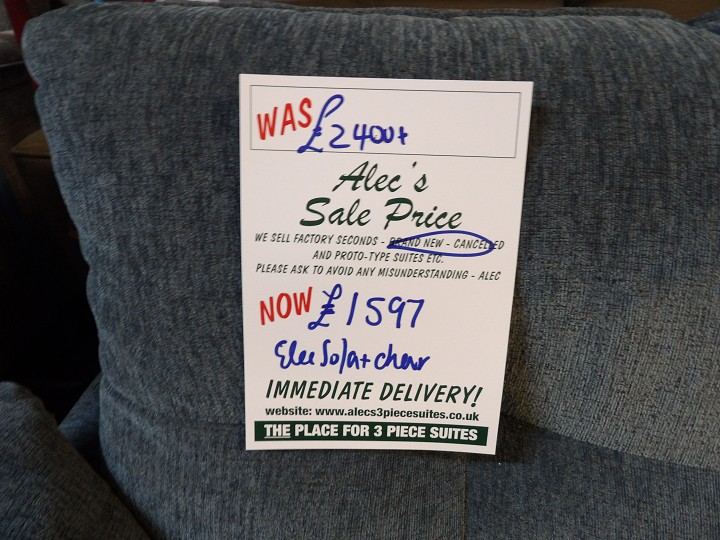 WAS £2400+
Alec's
Sale Price
WE SELL FACTORY SECONDS - BRAND NEW - CANCELLED
AND PROTO-TYPE SUITES ETC.
PLEASE ASK TO AVOID ANY MISUNDERSTANDING - ALEC
NOW £1597
Elec Sofa + chair
IMMEDIATE DELIVERY!
website: www.alecs3piecesuites.co.uk
THE PLACE FOR 3 PIECE SUITES